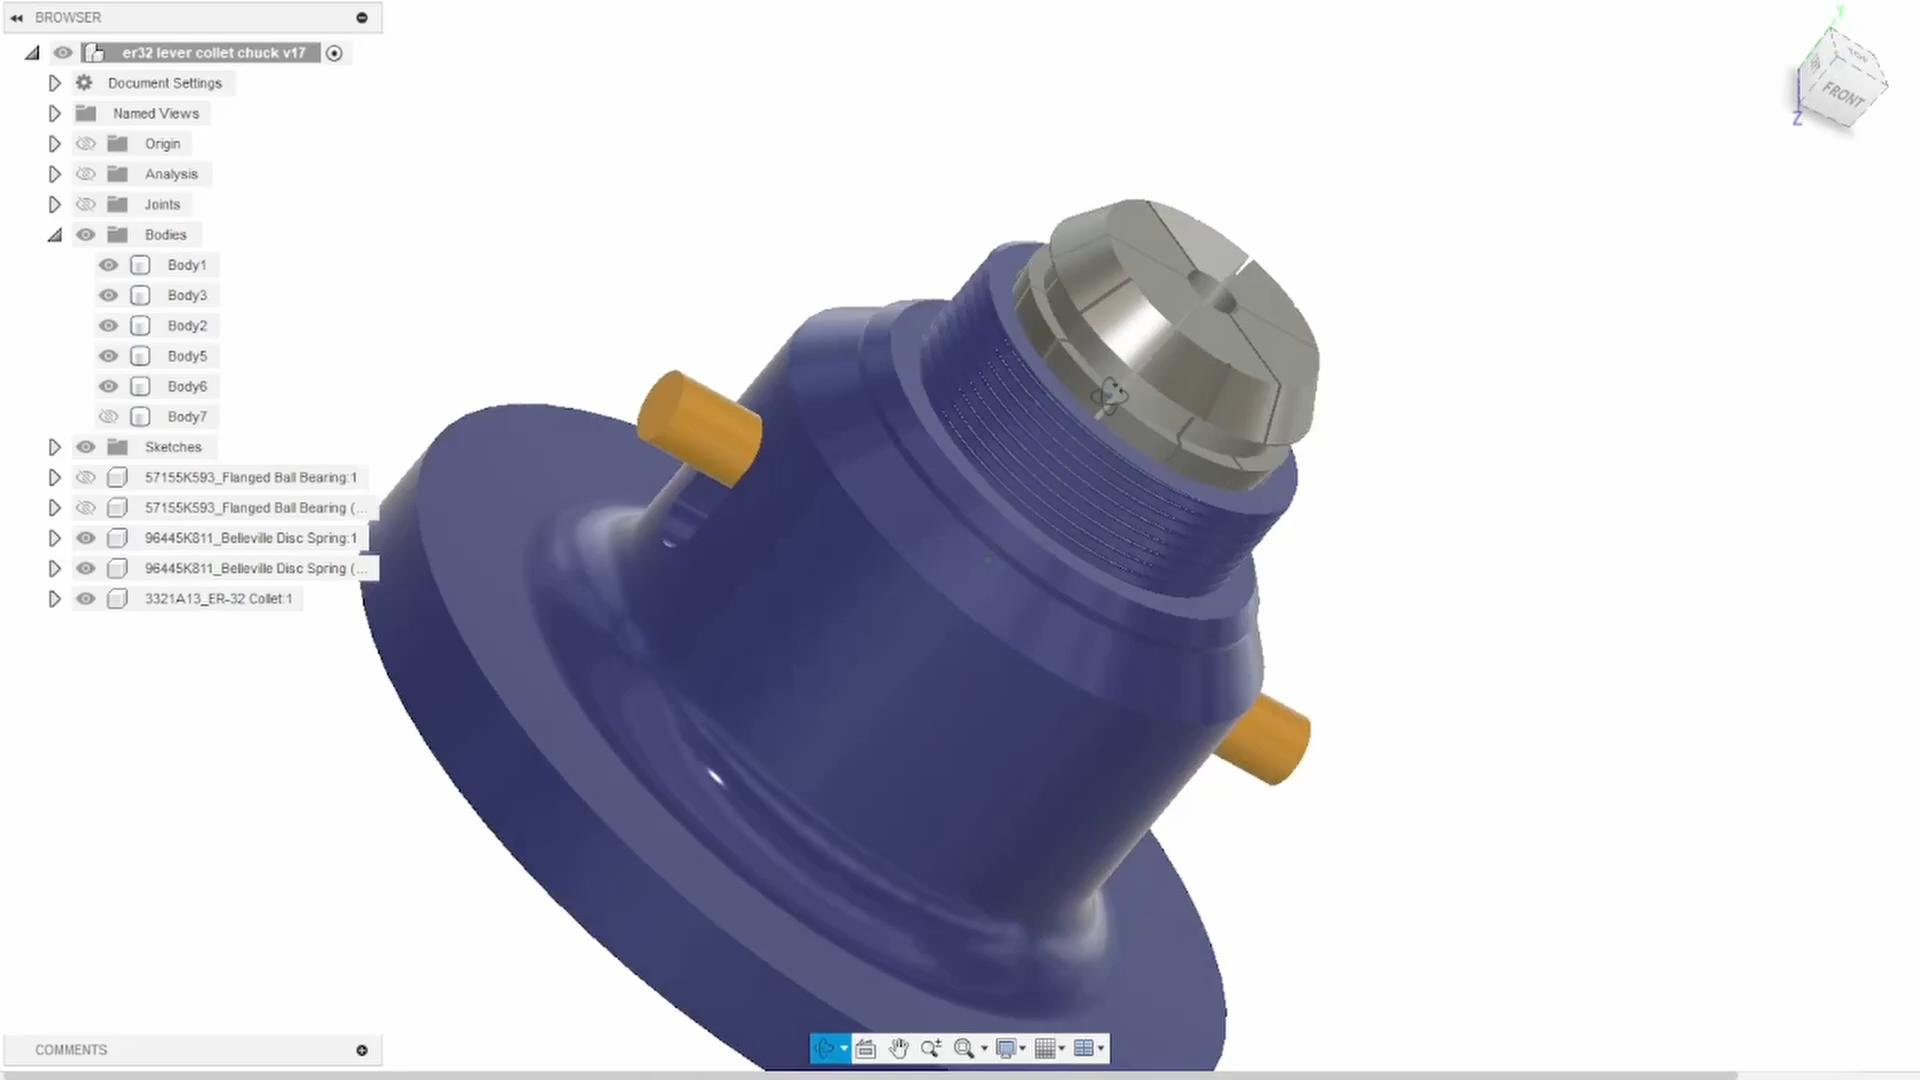 BROWSER
er32 lever collet chuck v17
Document Settings
Named Views
Origin
Analysis
Joints
Bodies
Body1
Body3
Body2
Body5
Body6
Body7
Sketches
57155K593_Flanged Ball Bearing:1
57155K593_Flanged Ball Bearing (...
96445K811_Belleville Disc Spring:1
96445K811_Belleville Disc Spring (...
3321A13_ER-32 Collet:1
COMMENTS
Y
FRONT
Z